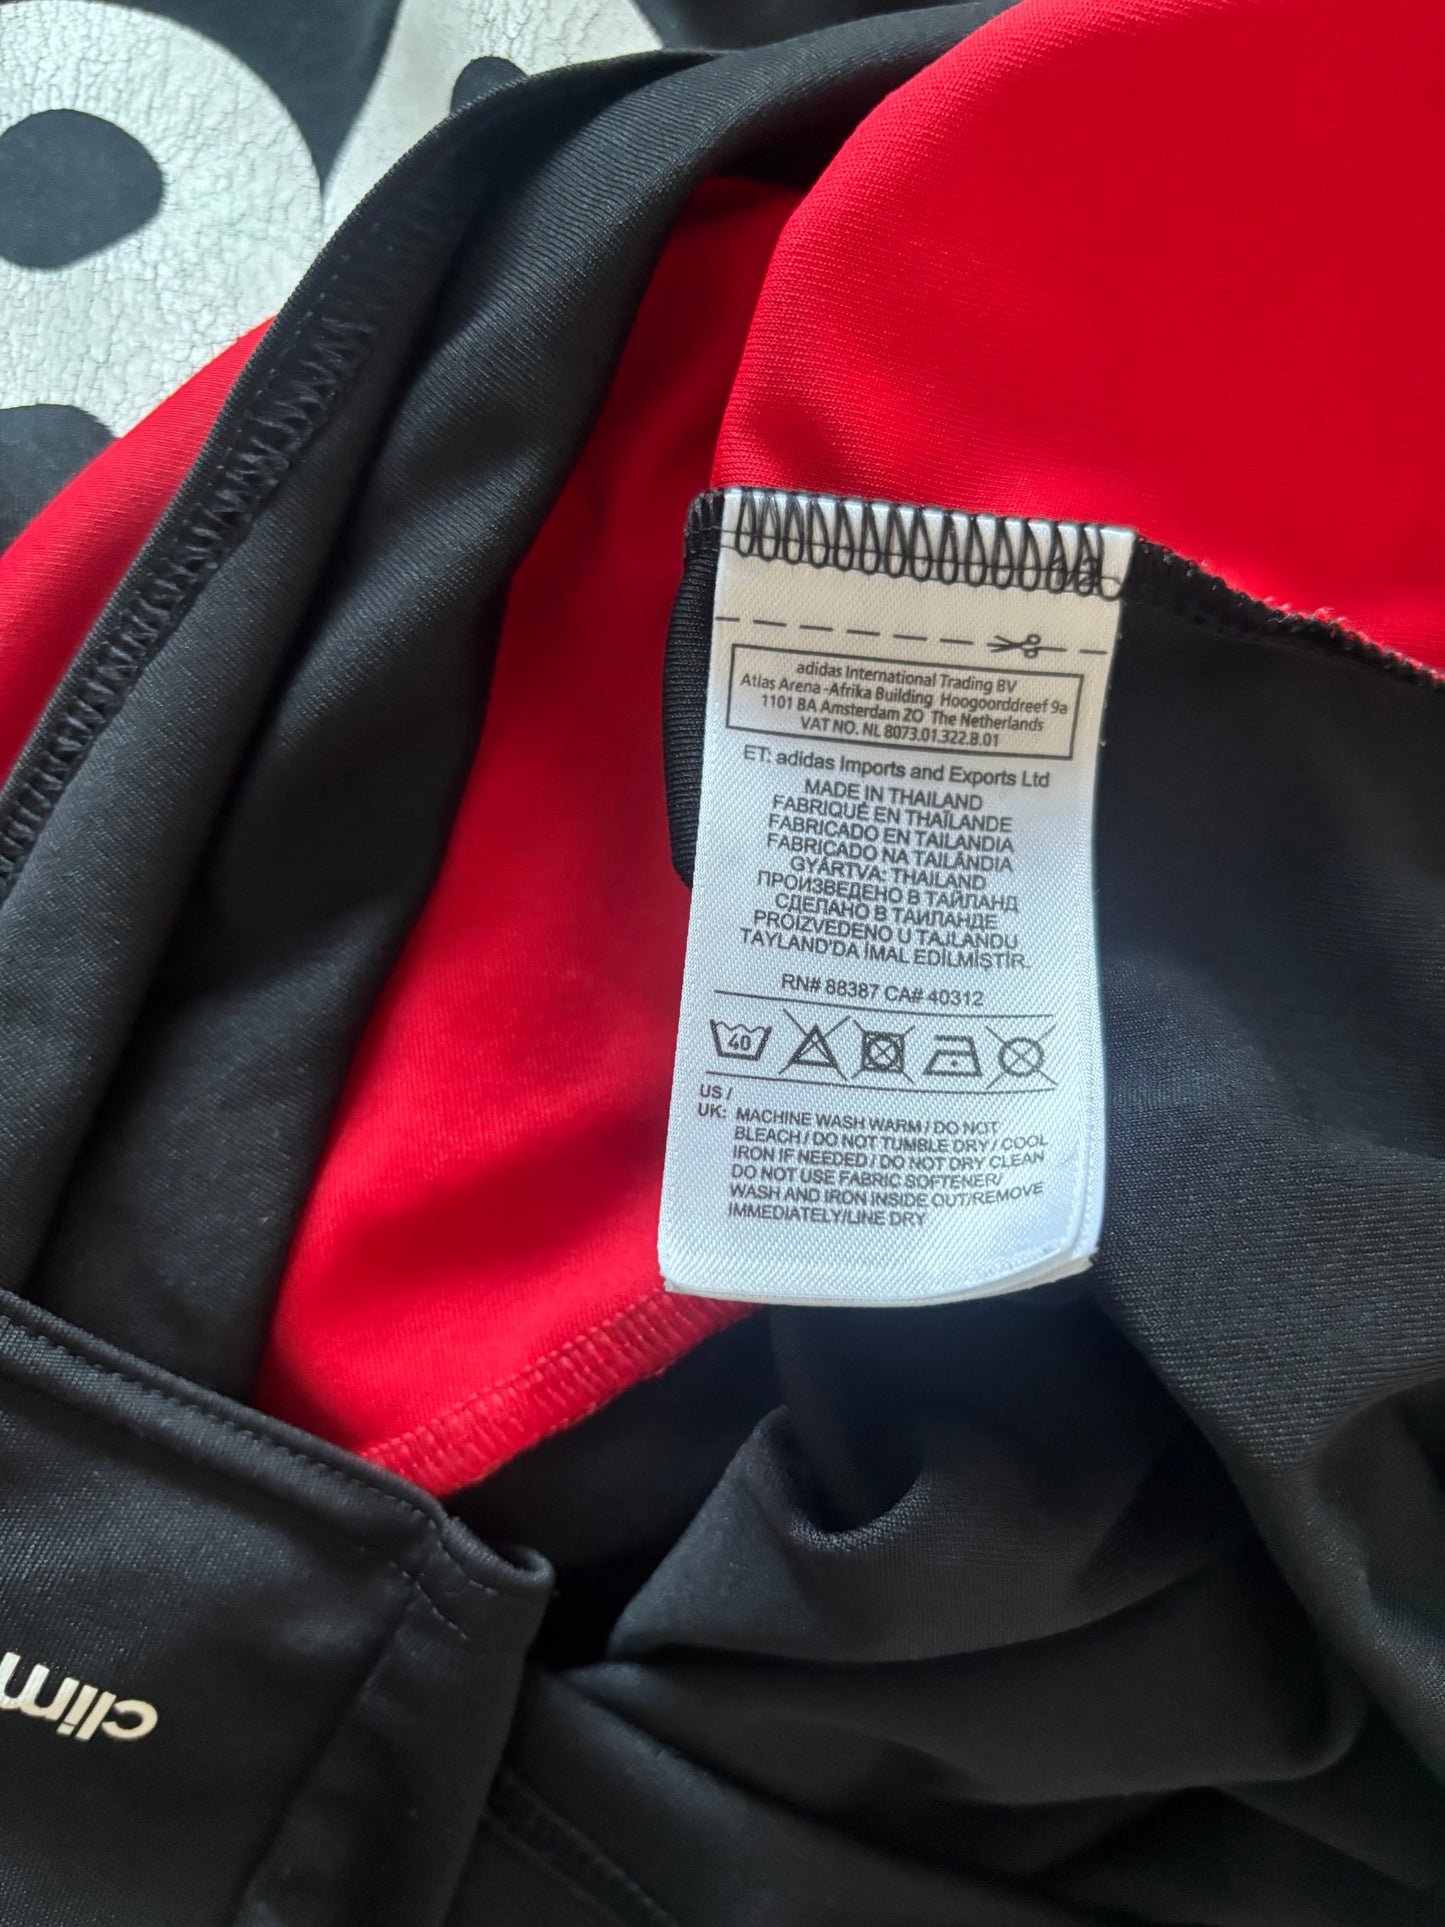 adidas International Trading BV
Atlas Arena -Afrika Building Hoogoorddreef 9a
1101 BA Amsterdam ZO The Netherlands
VAT NO. NL 8073.01.322.B.01
ET: adidas Imports and Exports Ltd
MADE IN THAILAND
FABRIQUÉ EN THAÏLANDE
FABRICADO EN TAILANDIA
FABRICADO NA TAILÂNDIA
GYÁRTVA: THAILAND
ПРОИЗВЕДЕНО В ТАЙЛАНД
СДЕЛАНО В ТАИЛАНДЕ
PROIZVEDENO U TAJLANDU
TAYLAND'DA İMAL EDİLMİŞTİR.
RN# 88387 CA# 40312
40
US /
UK: MACHINE WASH WARM / DO NOT
BLEACH / DO NOT TUMBLE DRY / COOL
IRON IF NEEDED / DO NOT DRY CLEAN
DO NOT USE FABRIC SOFTENER/
WASH AND IRON INSIDE OUT/REMOVE
IMMEDIATELY/LINE DRY
clim